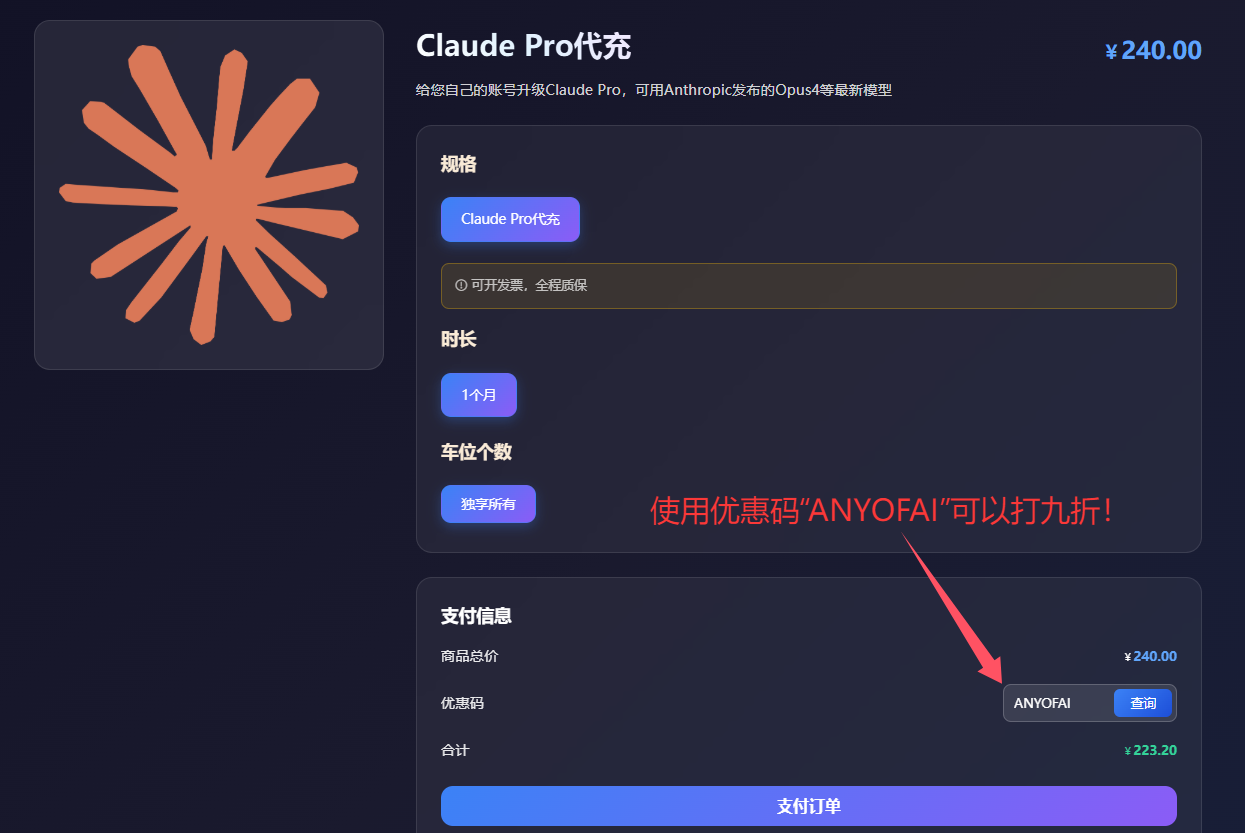 Claude Pro代充
¥240.00
给您自己的账号升级Claude Pro，可用Anthropic发布的Opus4等最新模型
规格
Claude Pro代充
可开发票，全程质保
时长
1个月
车位个数
独享所有
使用优惠码“ANYOFAI”可以打九折！
支付信息
商品总价
¥240.00
优惠码
ANYOFAI
查询
合计
¥223.20
支付订单